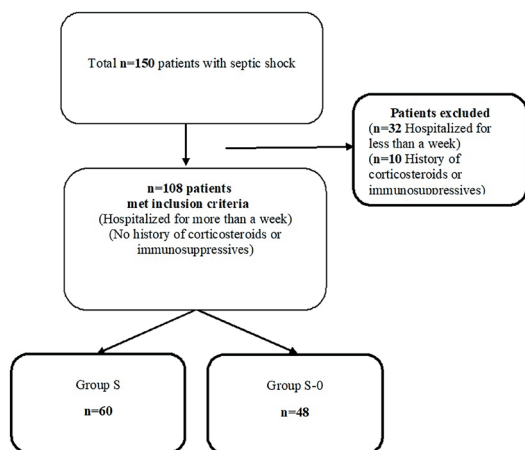 Total n=150 patients with septic shock
Patients excluded
(n=32 Hospitalized for
less than a week)
(n=10 History of
corticosteroids or
immunosuppressives)
n=108 patients
met inclusion criteria
(Hospitalized for more than a week)
(No history of corticosteroids or
immunosuppressives)
Group S
n=60
Group S-0
n=48